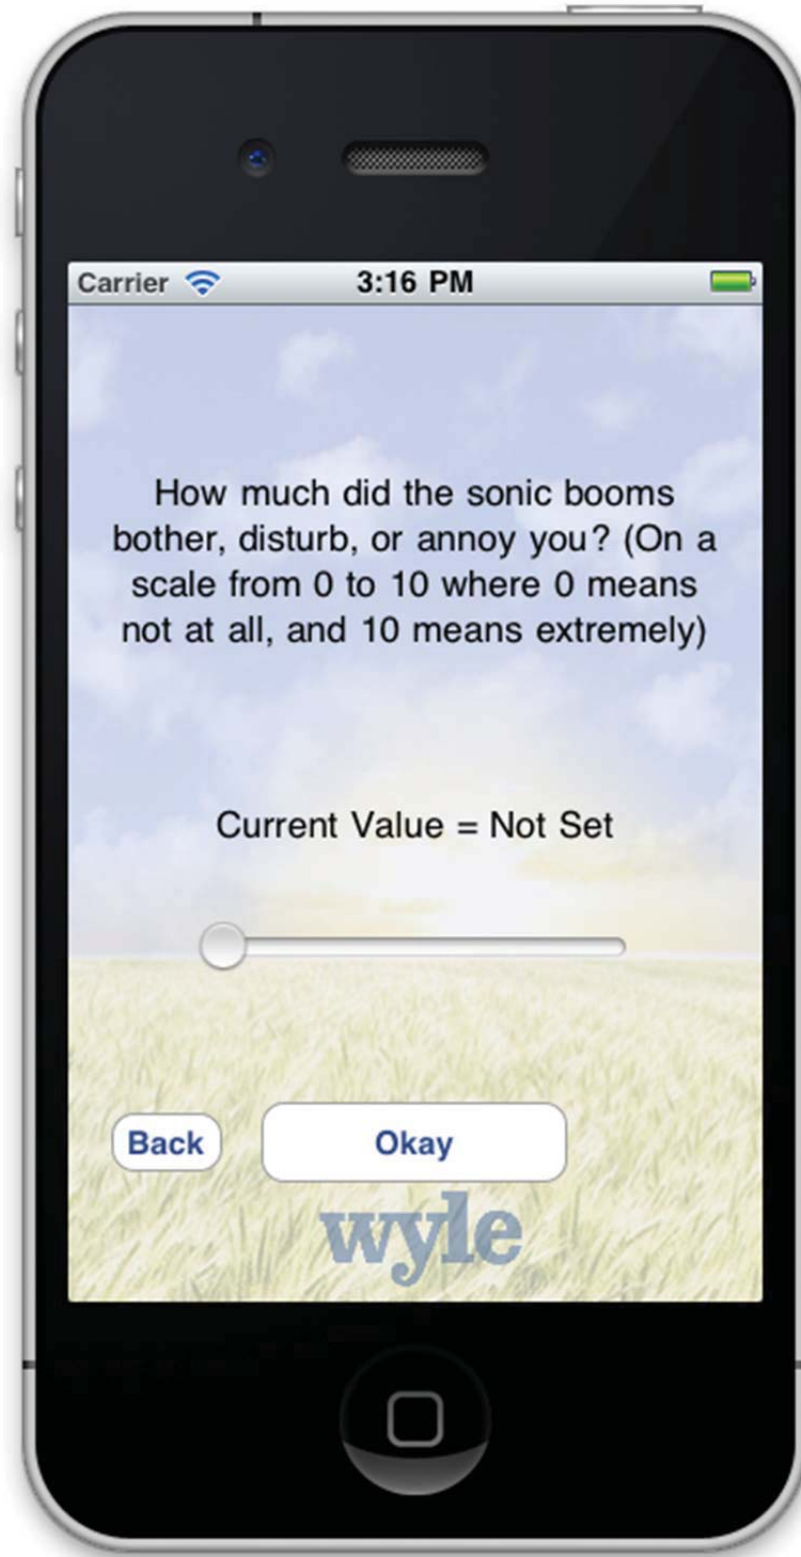 Carrier 3:16 PM
How much did the sonic booms
bother, disturb, or annoy you? (On a
scale from 0 to 10 where 0 means
not at all, and 10 means extremely)
Current Value = Not Set
Back Okay
wyle